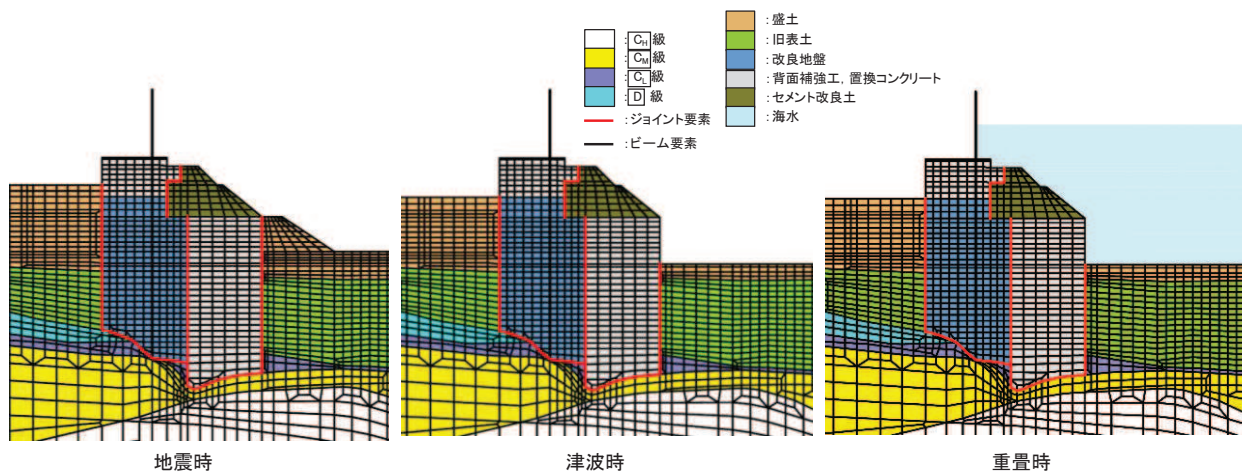 :CH級
:CM級
:CL級
:D級
:ジョイント要素
:ビーム要素
:盛土
:旧表土
:改良地盤
:背面補強工, 置換コンクリート
:セメント改良土
:海水
地震時
津波時
重畳時